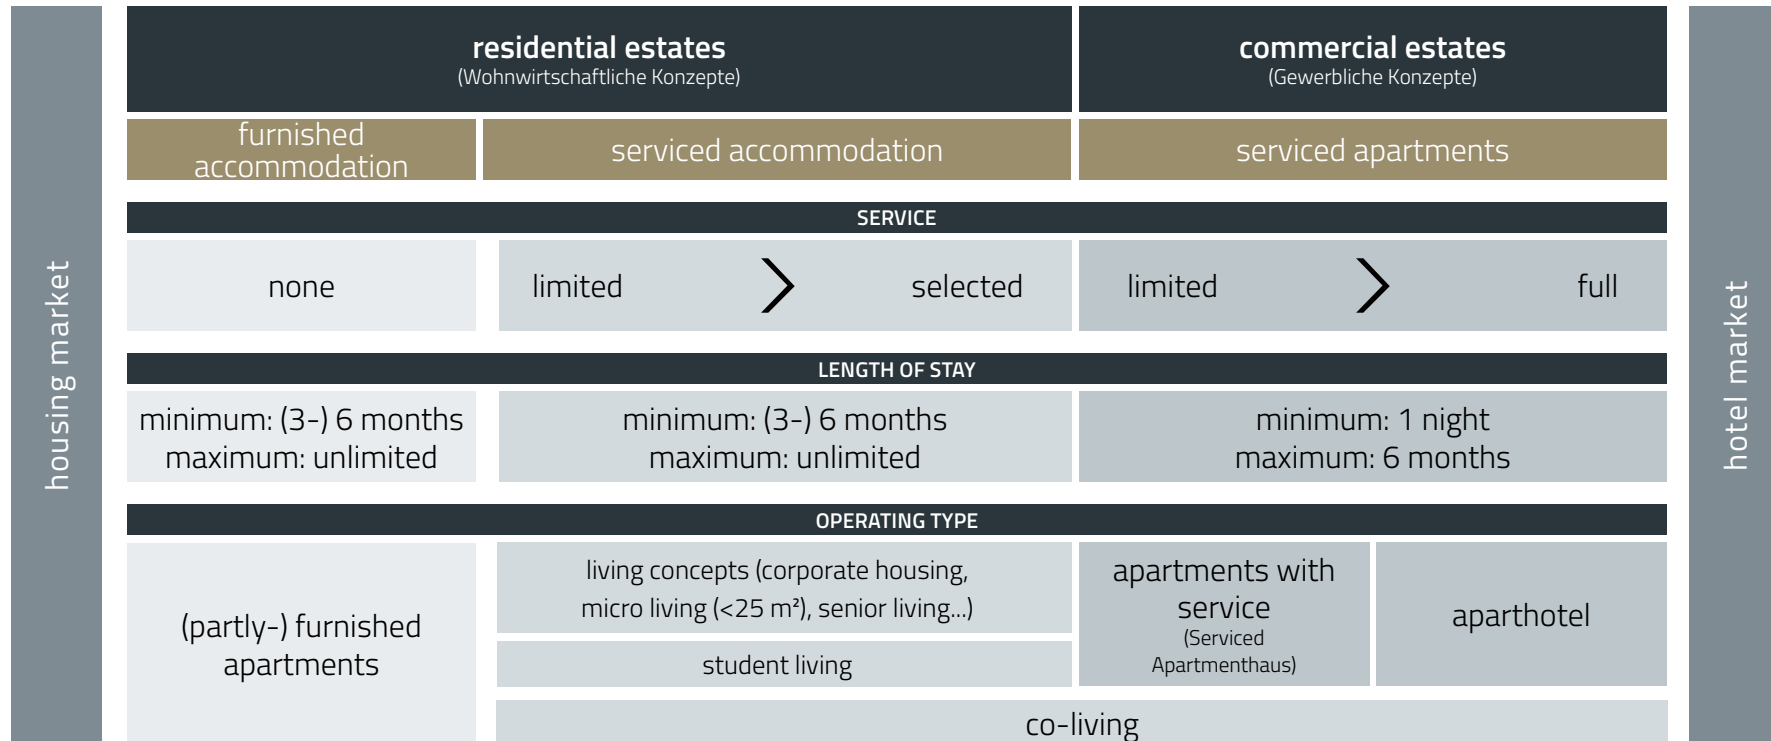 housing market
residential estates
(Wohnwirtschaftliche Konzepte)
commercial estates
(Gewerbliche Konzepte)
furnished
accommodation
serviced accommodation
serviced apartments
SERVICE
none
limited
selected
limited
full
LENGTH OF STAY
minimum: (3-) 6 months
maximum: unlimited
minimum: (3-) 6 months
maximum: unlimited
minimum: 1 night
maximum: 6 months
OPERATING TYPE
(partly-) furnished
apartments
living concepts (corporate housing,
micro living (<25 m²), senior living...)
student living
apartments with
service
(Serviced
Apartmenthaus)
aparthotel
co-living
hotel market